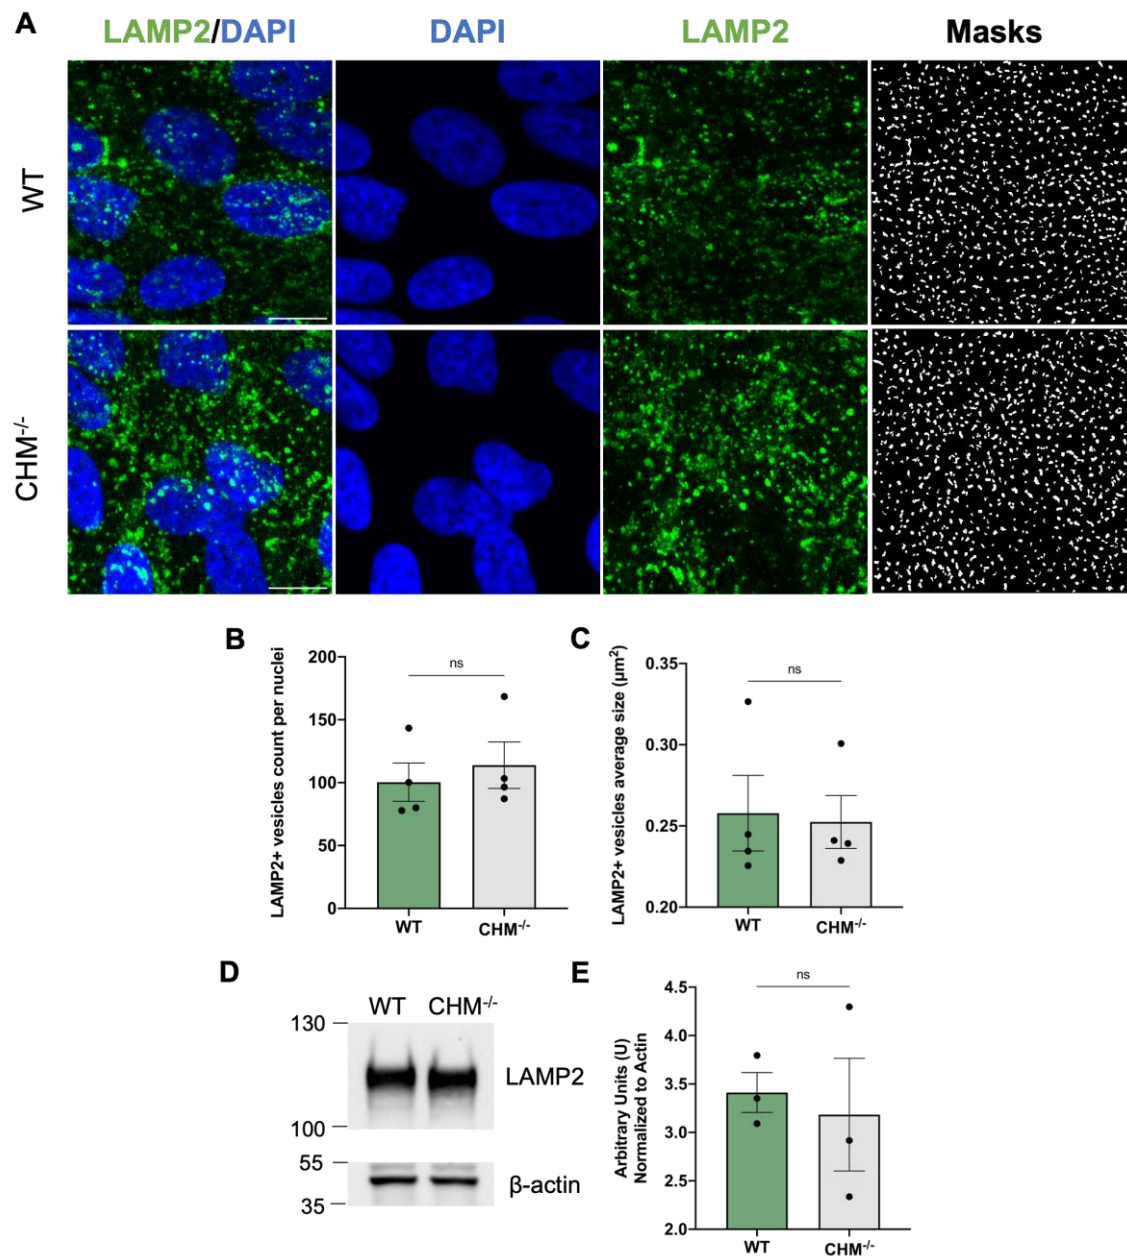 A
LAMP2/DAPI DAPI LAMP2 Masks
WT
CHM-/-
B
LAMP2+ vesicles count per nuclei
200
150
100
50
0
ns
WT CHM-/-
C
LAMP2+ vesicles average size (µm²)
0.35
0.30
0.25
0.20
ns
WT CHM-/-
D
WT CHM-/-
130
LAMP2
100
55
β-actin
35
E
Arbitrary Units (U)
Normalized to Actin
4.5
4.0
3.5
3.0
2.5
2.0
ns
WT CHM-/-